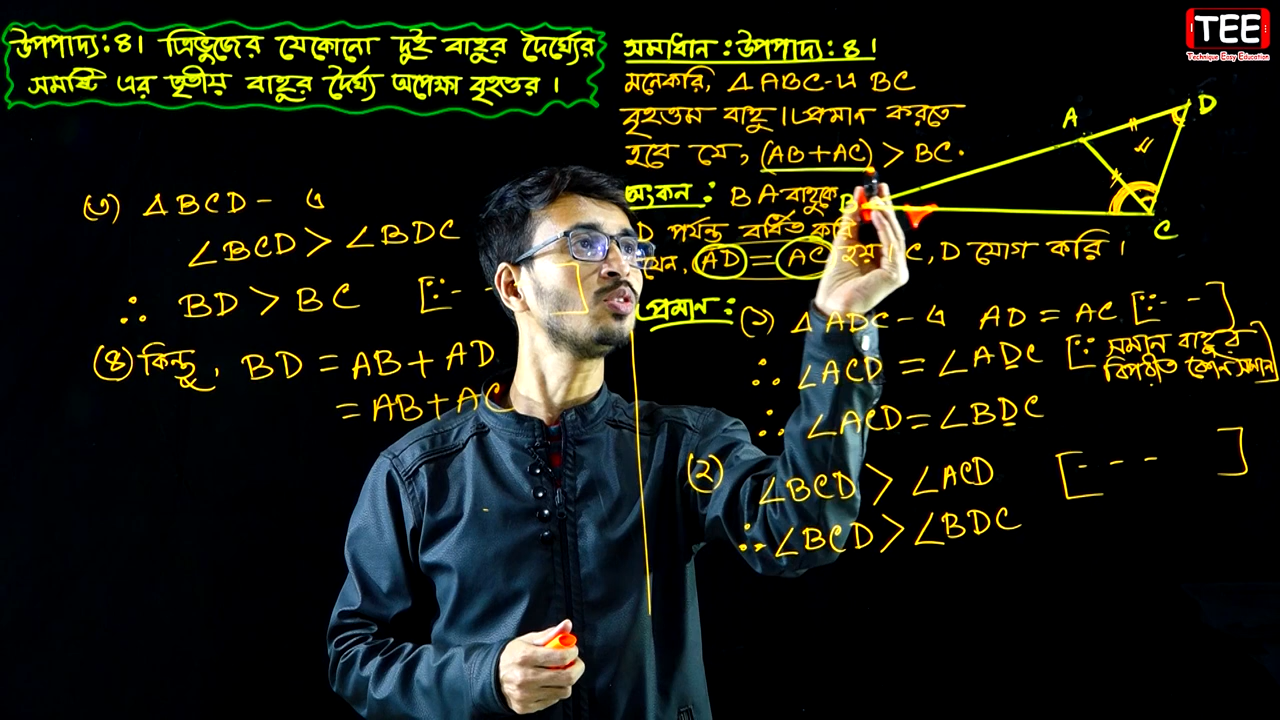 উপপাদ্য: ৪। ত্রিভুজের যেকোনো দুই বাহুর দৈর্ঘ্যের
সমষ্টি এর তৃতীয় বাহুর দৈর্ঘ্য অপেক্ষা বৃহত্তর।
TEE
Technique Easy Education
সমাধান: উপপাদ্য: ৪।
মনেকরি, Δ ABC-এ BC
বৃহত্তম বাহু। প্রমান করতে
হবে যে, (AB+AC) > BC.
অংকন: BA বাহুকে
D পর্যন্ত বর্ধিত করি
যেন, AD = AC হয়। C, D যোগ করি।
A
D
B
C
প্রমান:
(১) Δ ADC-এ AD = AC [∵ - -]
∴ ∠ACD = ∠ADC [∵ সমান বাহুর
বিপরীত কোন সমান]
∴ ∠ACD = ∠BDC
(২) ∠BCD > ∠ACD [- - -]
∴ ∠BCD > ∠BDC
(৩) Δ BCD - এ
∠BCD > ∠BDC
∴ BD > BC [∵ - - ]
(৪) কিন্তু, BD = AB + AD
= AB + AC